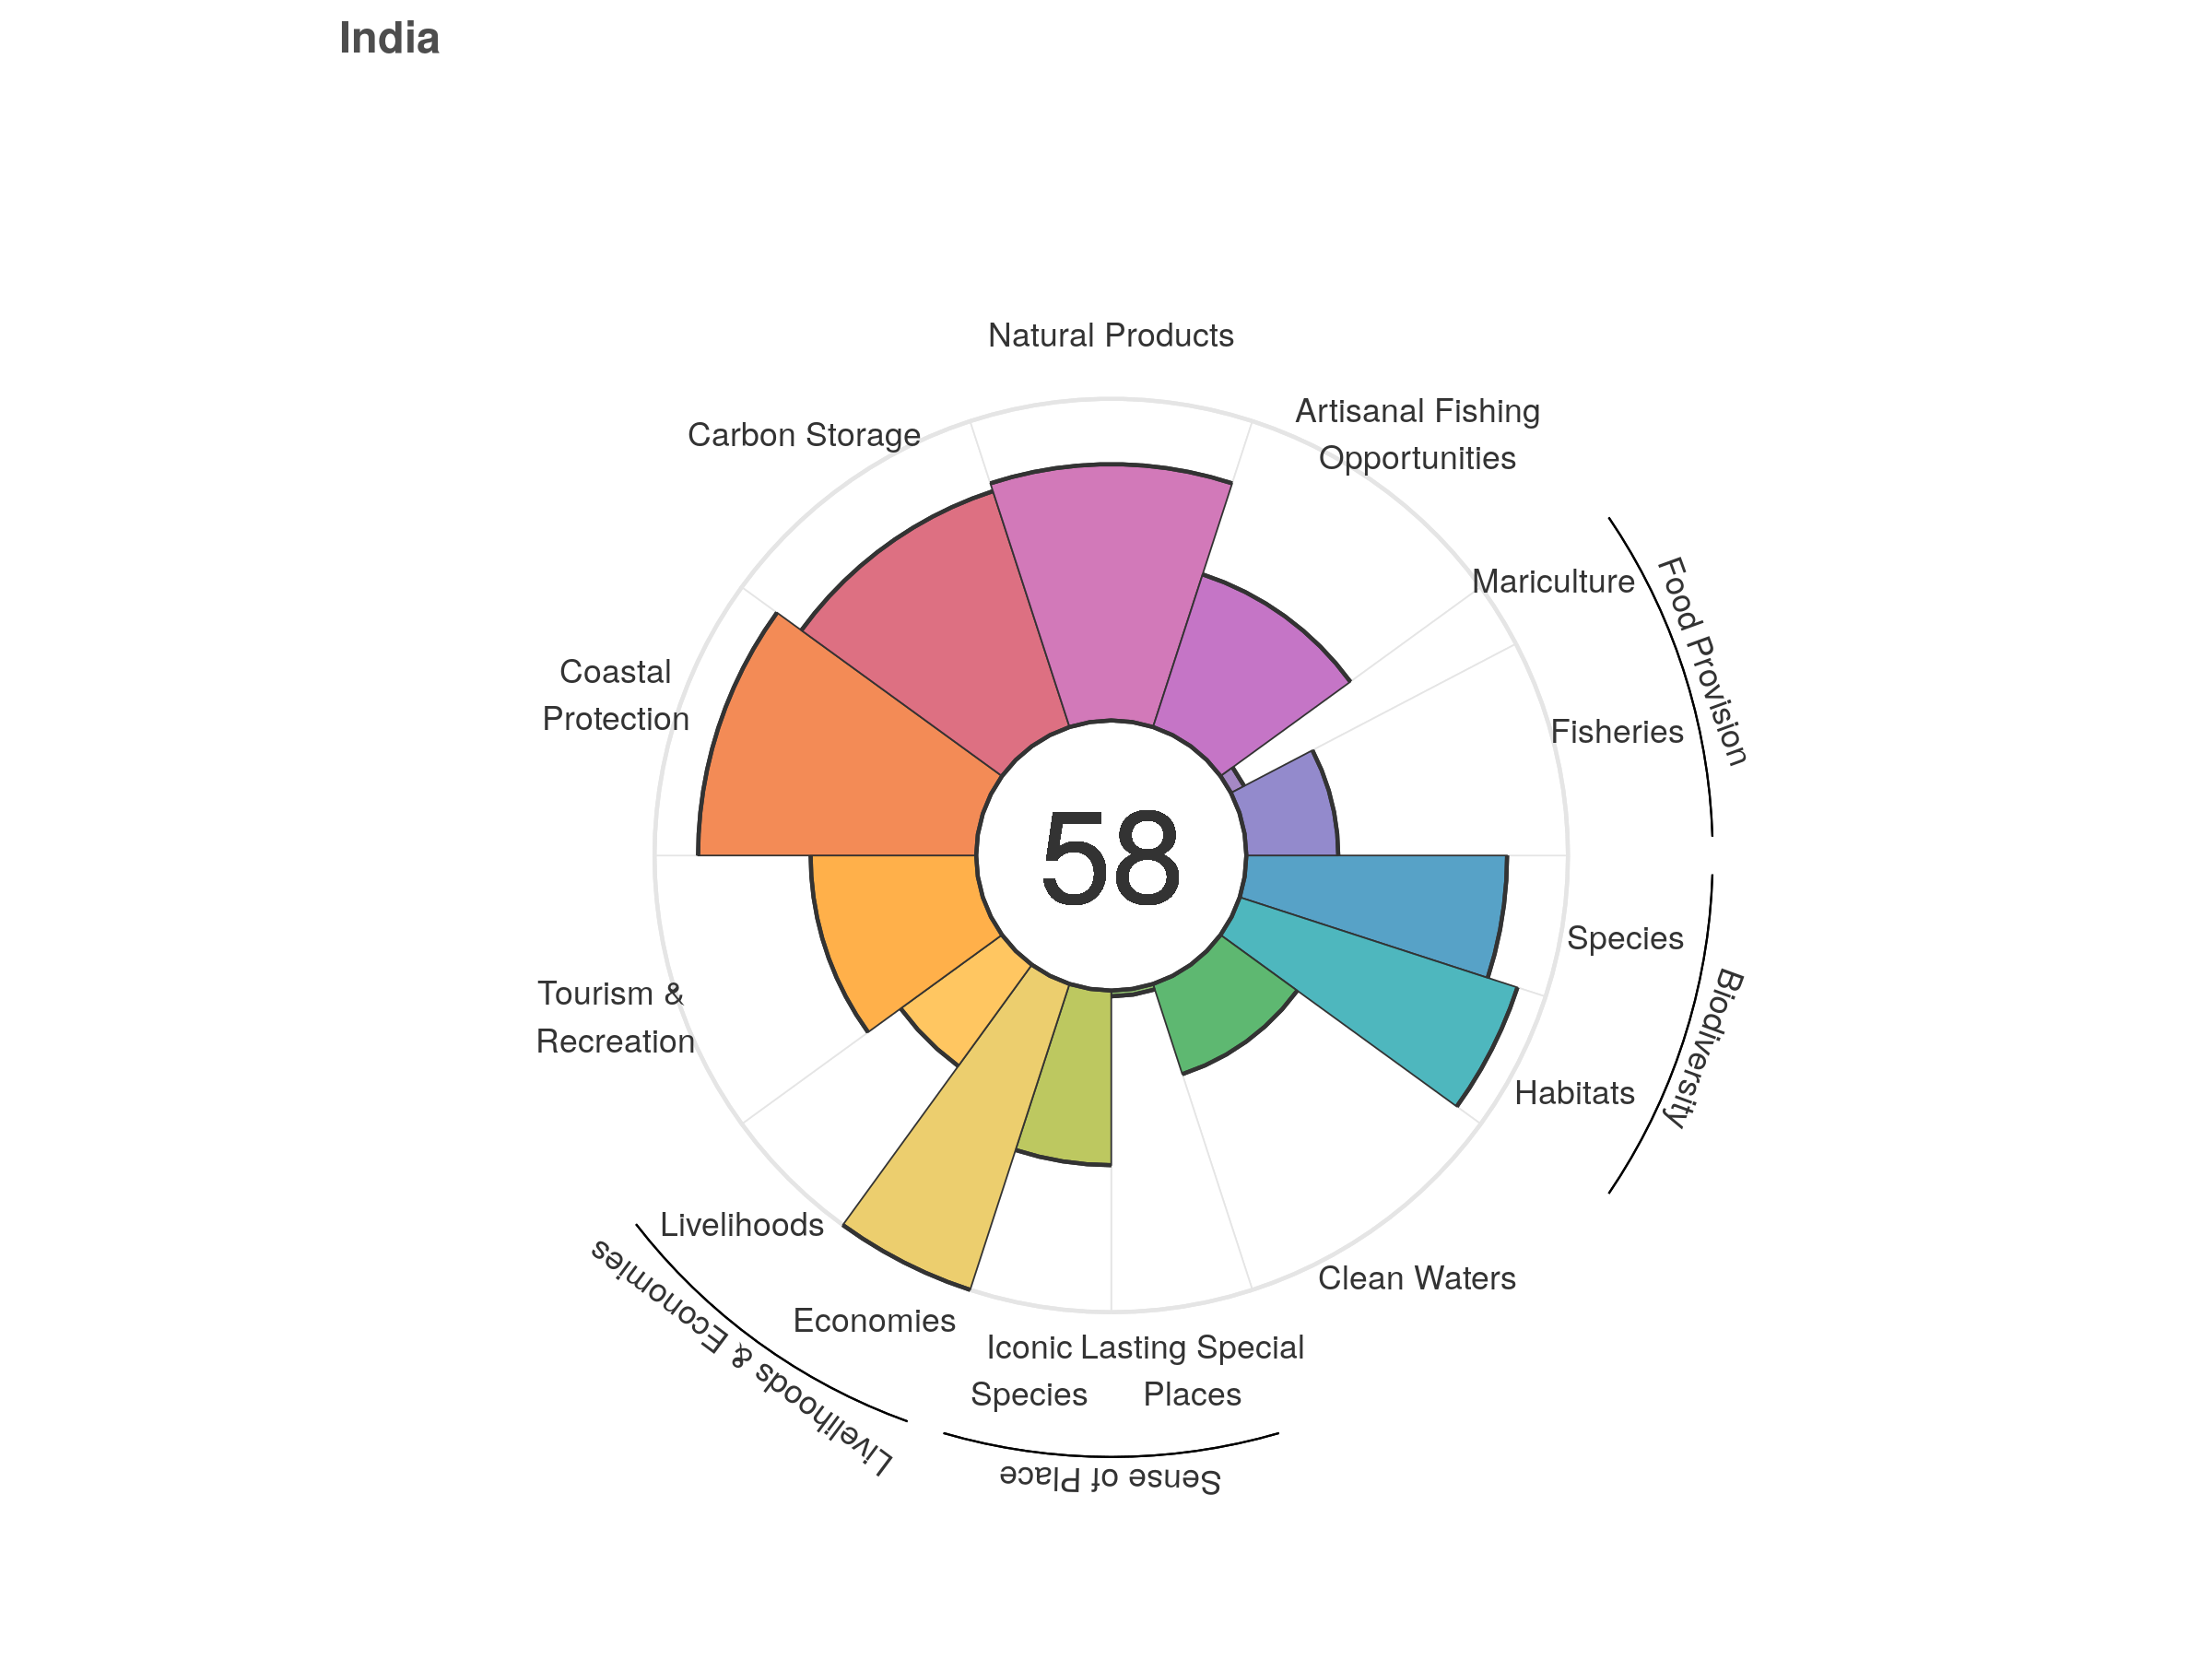 India
Natural Products
Artisanal Fishing
Opportunities
Carbon Storage
Mariculture
Food Provision
Coastal
Protection
Fisheries
58
Species
Biodiversity
Tourism &
Recreation
Habitats
Livelihoods
Clean Waters
Economies
Livelihoods & Economies
Iconic
Species
Lasting Special
Places
Sense of Place